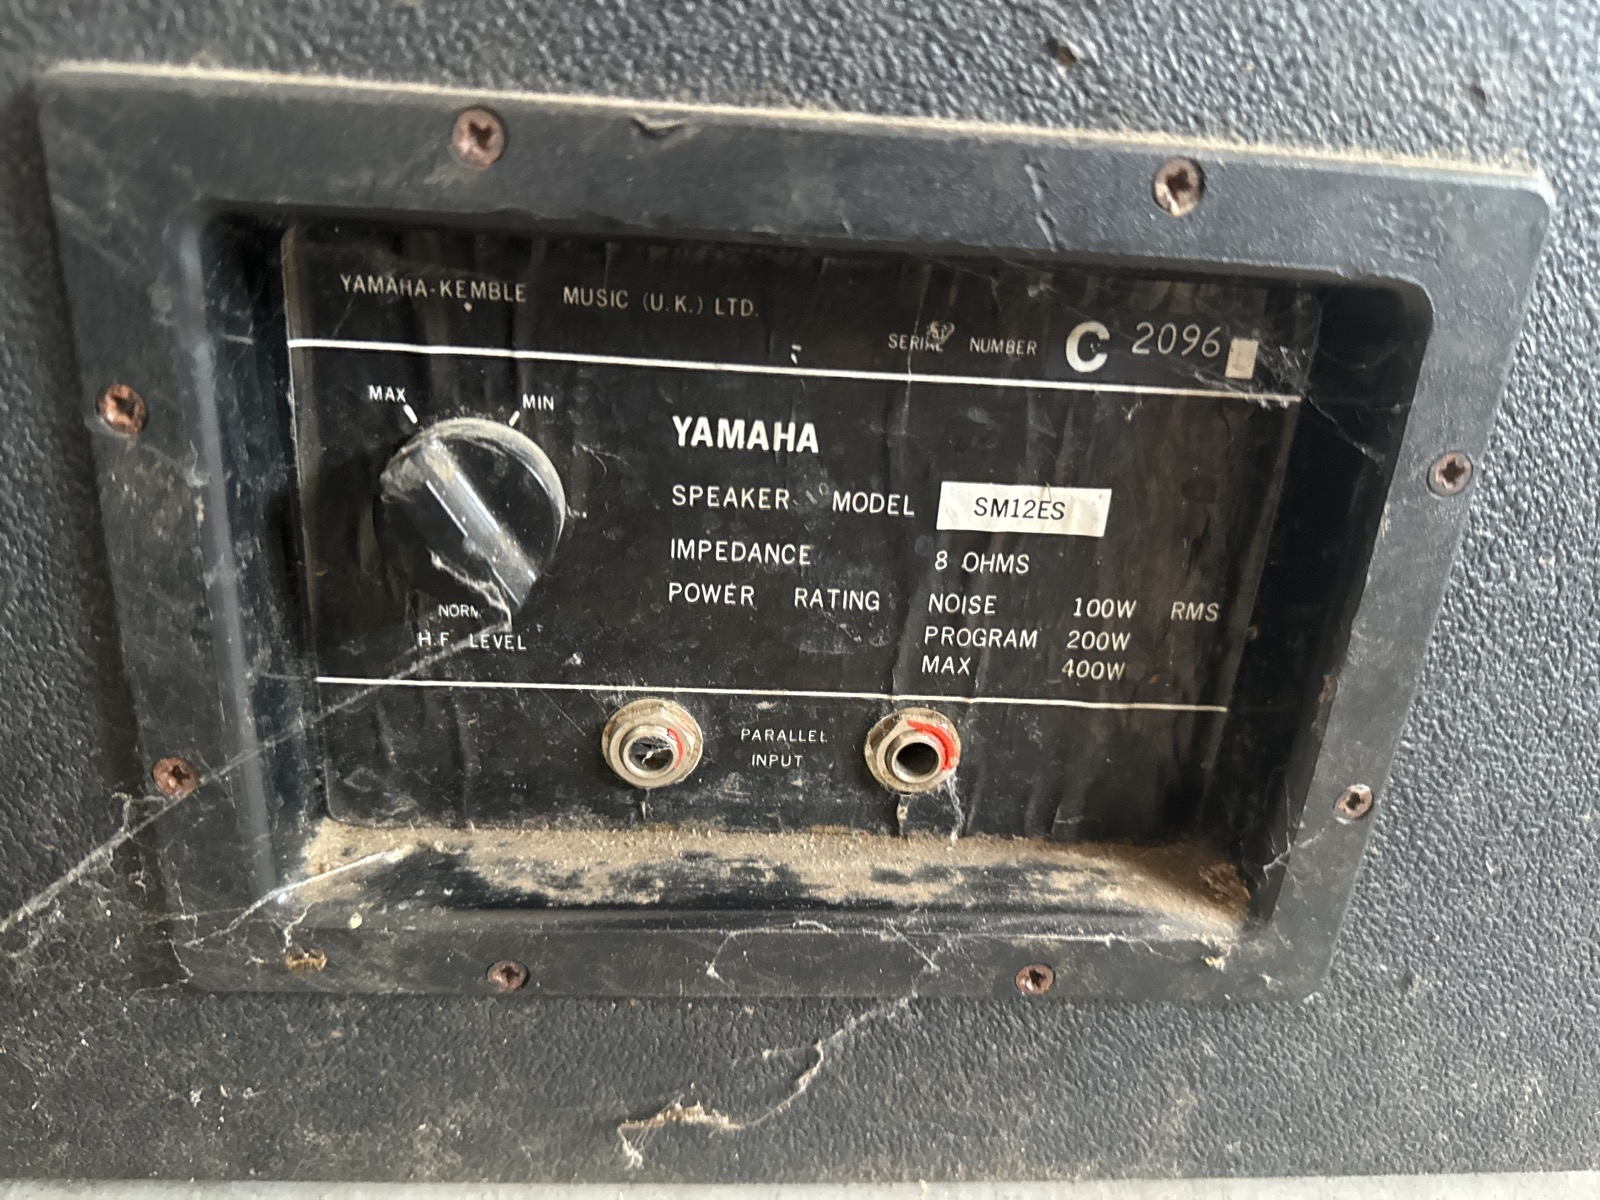 YAMAHA-KEMBLE MUSIC (U.K.) LTD.
SERIAL NUMBER C 2096
MAX MIN
YAMAHA
SPEAKER MODEL SM12ES
IMPEDANCE 8 OHMS
POWER RATING NOISE 100W RMS
PROGRAM 200W
MAX 400W
NORM
H.F. LEVEL
PARALLEL
INPUT